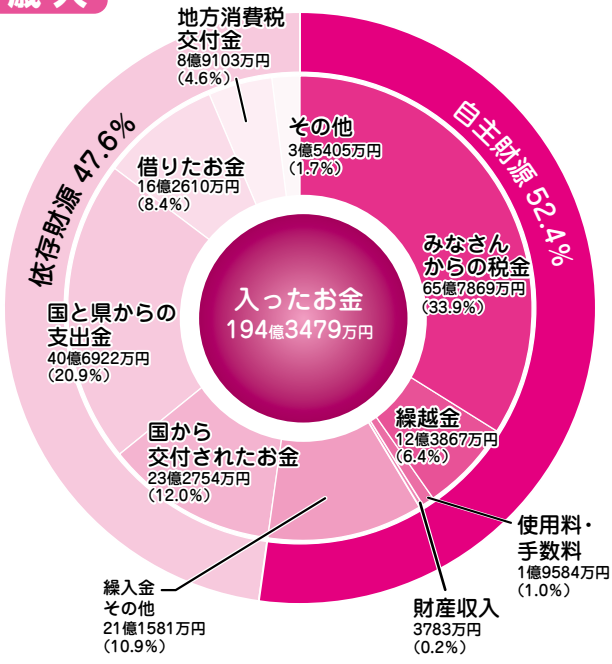 歳入
地方消費税
交付金
8億9103万円
(4.6%)
その他
3億5405万円
(1.7%)
借りたお金
16億2610万円
(8.4%)
依存財源 47.6%
自主財源 52.4%
みなさん
からの税金
65億7869万円
(33.9%)
入ったお金
194億3479万円
国と県からの
支出金
40億6922万円
(20.9%)
繰越金
12億3867万円
(6.4%)
国から
交付されたお金
23億2754万円
(12.0%)
使用料・
手数料
1億9584万円
(1.0%)
繰入金
その他
21億1581万円
(10.9%)
財産収入
3783万円
(0.2%)